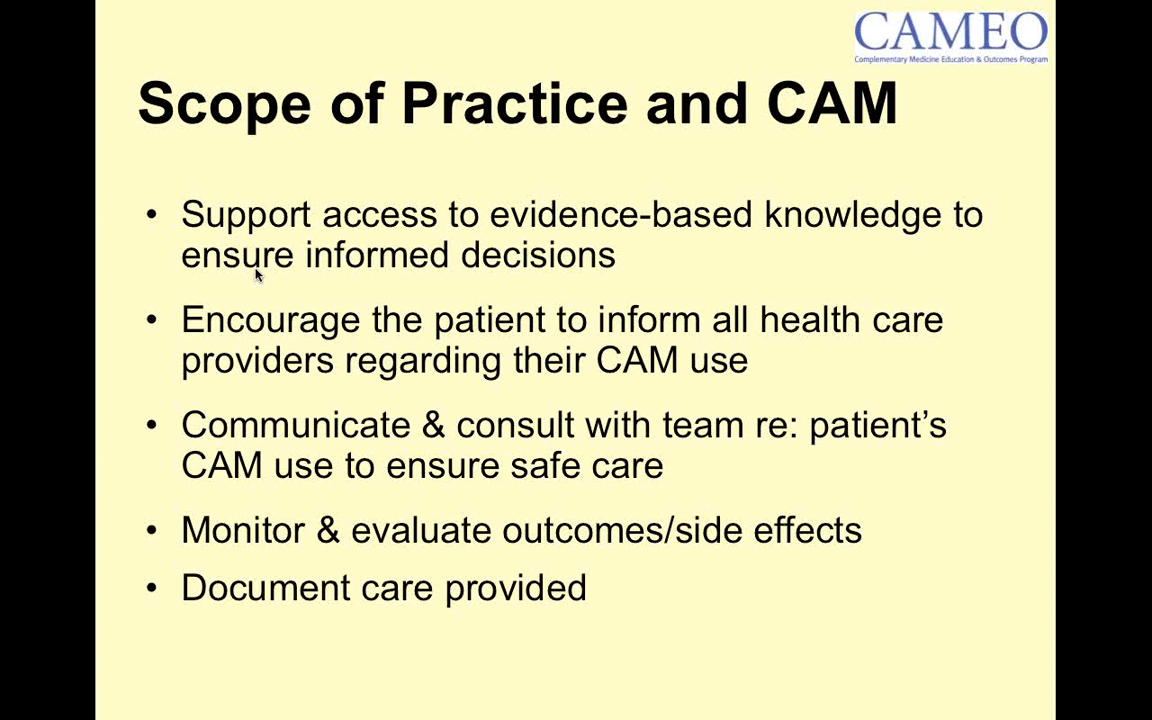 CAMEO
Complementary Medicine Education & Outcomes Program
Scope of Practice and CAM
• Support access to evidence-based knowledge to
ensure informed decisions
• Encourage the patient to inform all health care
providers regarding their CAM use
• Communicate & consult with team re: patient’s
CAM use to ensure safe care
• Monitor & evaluate outcomes/side effects
• Document care provided